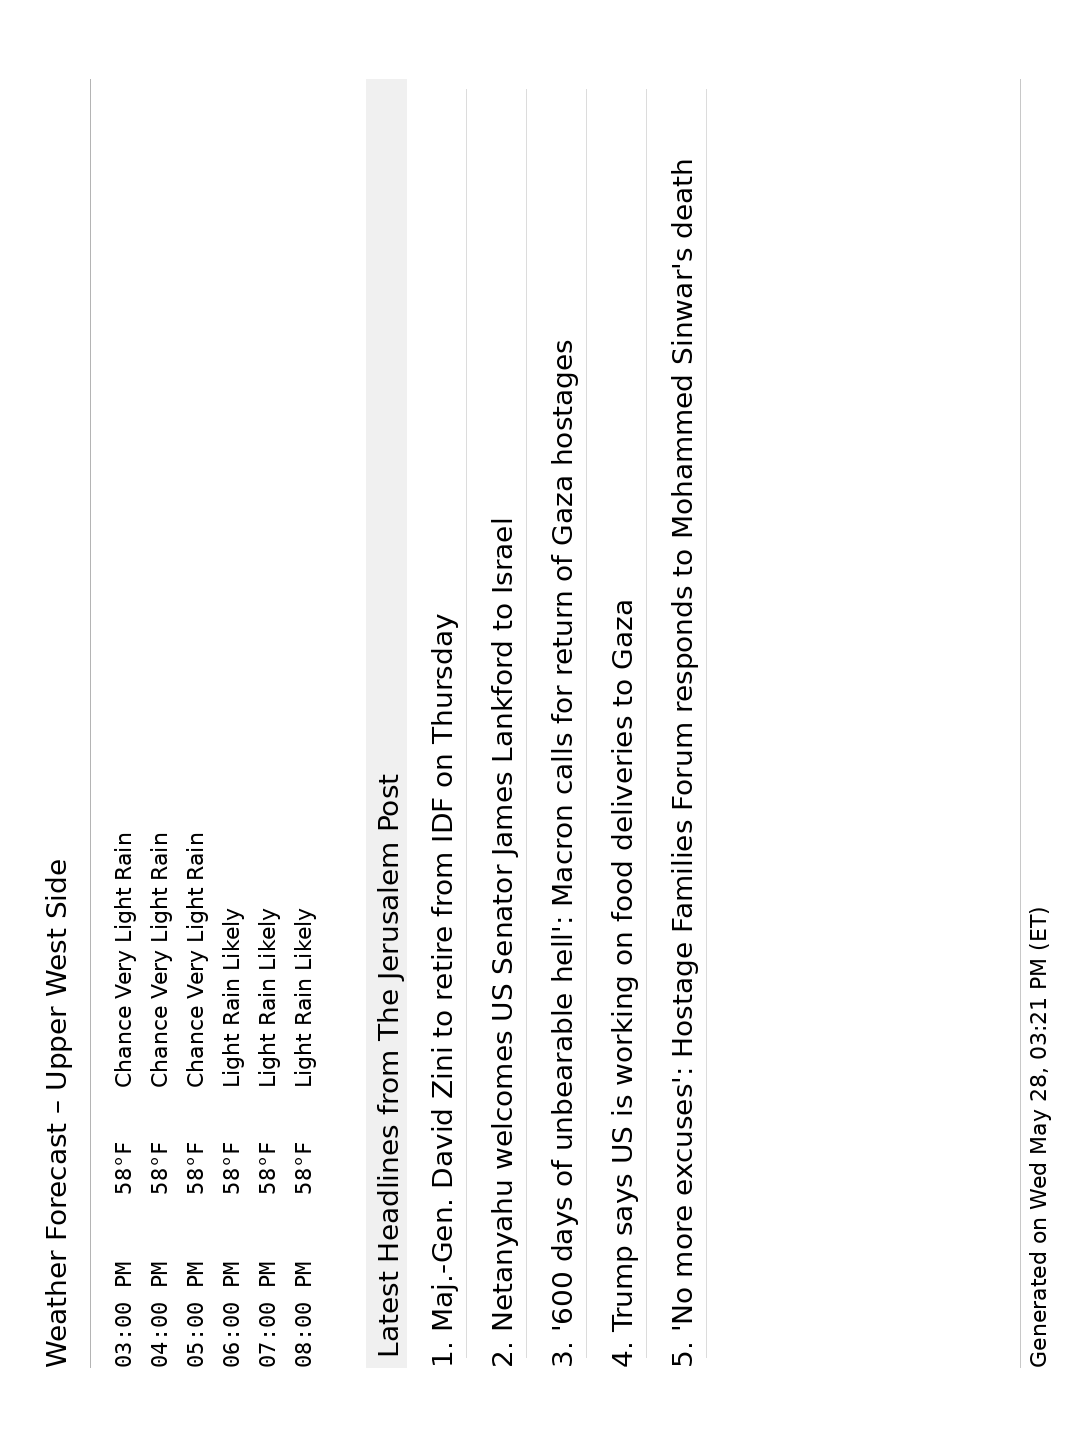 Weather Forecast – Upper West Side
03:00 PM 58°F Chance Very Light Rain
04:00 PM 58°F Chance Very Light Rain
05:00 PM 58°F Chance Very Light Rain
06:00 PM 58°F Light Rain Likely
07:00 PM 58°F Light Rain Likely
08:00 PM 58°F Light Rain Likely
Latest Headlines from The Jerusalem Post
1. Maj.-Gen. David Zini to retire from IDF on Thursday
2. Netanyahu welcomes US Senator James Lankford to Israel
3. '600 days of unbearable hell': Macron calls for return of Gaza hostages
4. Trump says US is working on food deliveries to Gaza
5. 'No more excuses': Hostage Families Forum responds to Mohammed Sinwar's death
Generated on Wed May 28, 03:21 PM (ET)